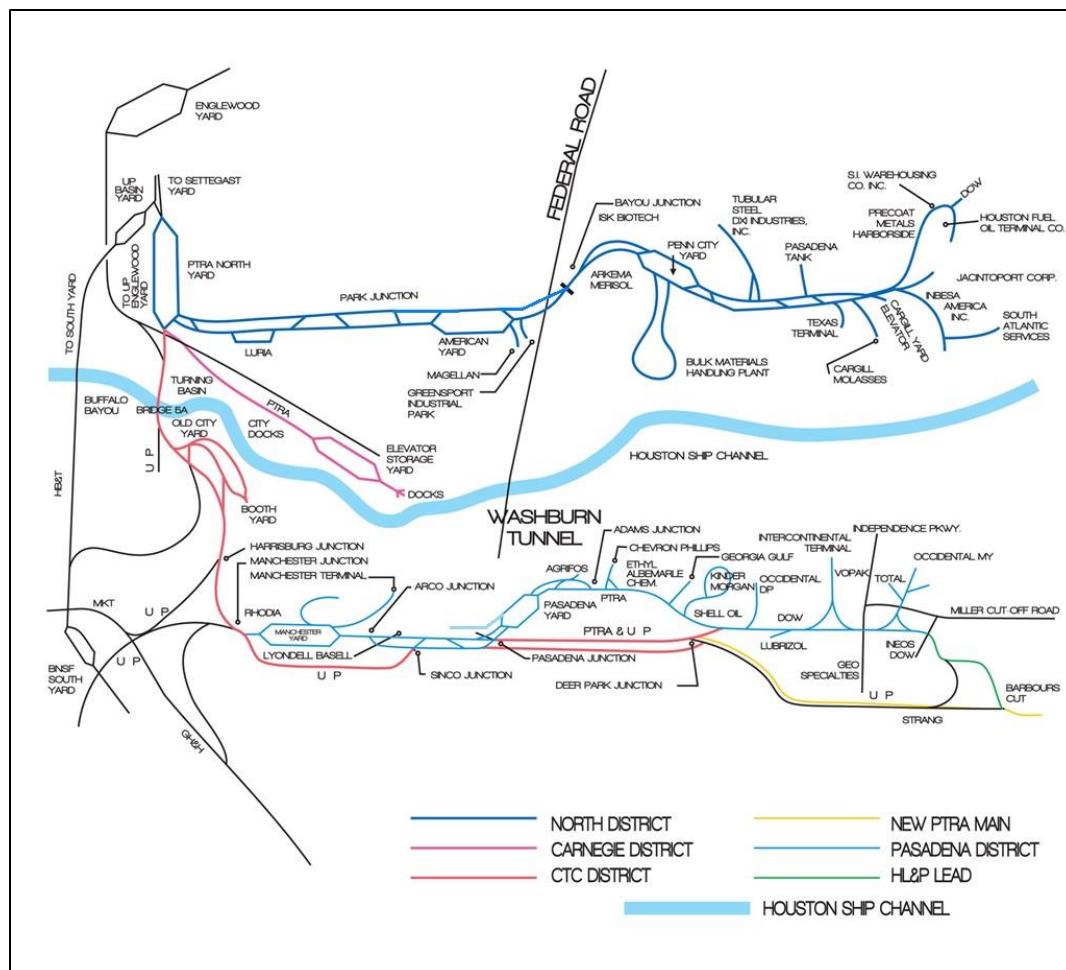 ENGLEWOOD
YARD
UP
BASIN
YARD
TO SETTEGAST
YARD
PTRA NORTH
YARD
TO UP
ENGLEWOOD
YARD
TO SOUTH YARD
PARK JUNCTION
LURIA
AMERICAN
YARD
MAGELLAN
GREENSPORT
INDUSTRIAL
PARK
FEDERAL ROAD
BAYOU JUNCTION
ISK BIOTECH
ARKEMA
MERISOL
PENN CITY
YARD
TUBULAR
STEEL
DIXI INDUSTRIES,
INC.
PASADENA
TANK
S.I. WAREHOUSING
CO. INC.
DOW
PRECOAT
METALS
HARBORSIDE
HOUSTON FUEL
OIL TERMINAL CO.
JACINTOPORT CORP.
INBESA
AMERICA
INC.
SOUTH
ATLANTIC
SERVICES
CARGILL YARD
ELEVATOR
TEXAS
TERMINAL
CARGILL
MOLASSES
BULK MATERIALS
HANDLING PLANT
BUFFALO
BAYOU
TURNING
BASIN
BRIDGE 5A
OLD CITY
YARD
PTRA
CITY
DOCKS
ELEVATOR
STORAGE
YARD
DOCKS
HOUSTON SHIP CHANNEL
UP
HB&T
BOOTH
YARD
WASHBURN
TUNNEL
HARRISBURG JUNCTION
MANCHESTER JUNCTION
MANCHESTER TERMINAL
RHODIA
MANCHESTER
YARD
ARCO JUNCTION
LYONDELL BASELL
SINCO JUNCTION
UP
MKT
UP
UP
BNSF
SOUTH
YARD
GH&H
ADAMS JUNCTION
CHEVRON PHILLIPS
GEORGIA GULF
AGRIFOS
ETHYL
ALBEMARLE
CHEM.
PTRA
PASADENA
YARD
KINDER
MORGAN
SHELL OIL
OCCIDENTAL
DP
INTERCONTINENTAL
TERMINAL
INDEPENDENCE PKWY.
VOPAK
OCCIDENTAL MY
TOTAL
MILLER CUT OFF ROAD
DOW
LUBRIZOL
INEOS
DOW
GEO
SPECIALTIES
UP
PTRA & UP
PASADENA JUNCTION
DEER PARK JUNCTION
STRANG
BARBOURS
CUT
NORTH DISTRICT
CARNEGIE DISTRICT
CTC DISTRICT
NEW PTRA MAIN
PASADENA DISTRICT
HL&P LEAD
HOUSTON SHIP CHANNEL